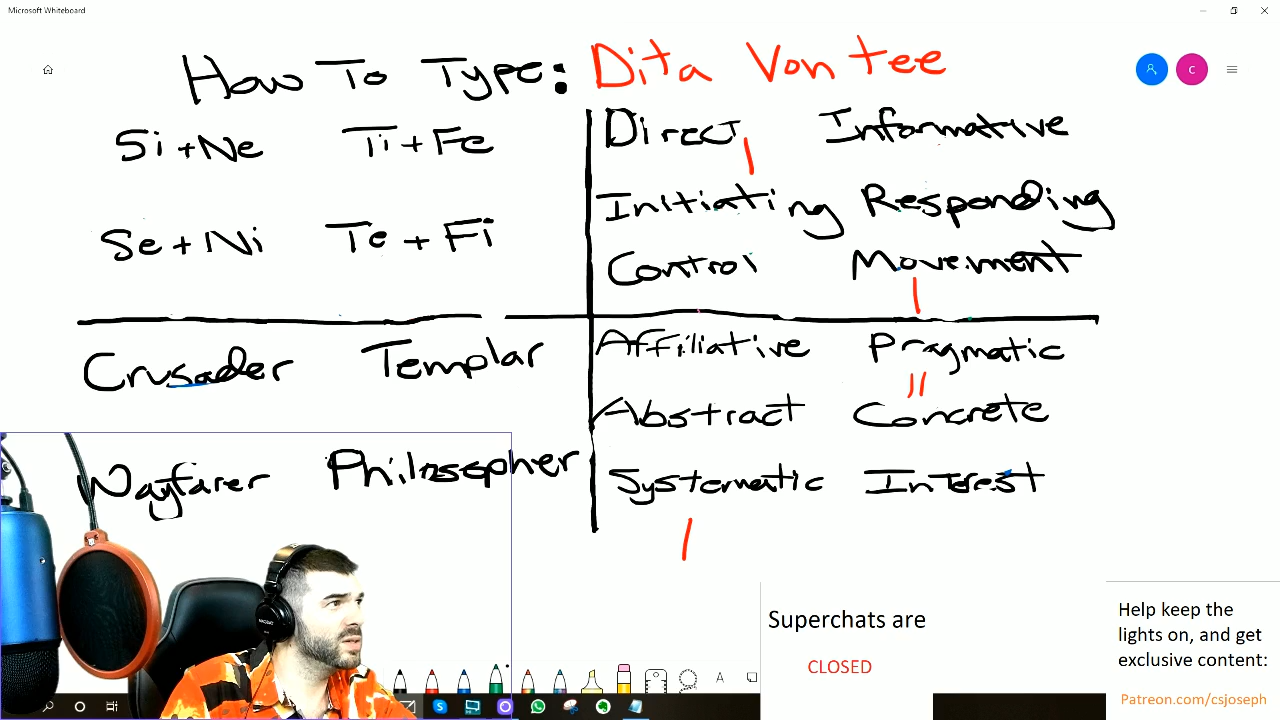 Microsoft Whiteboard
How To Type: Dita Von tee
C
Si+Ne Ti+Fe
Se+Ni Te+Fi
Direct Informative
Initiating Responding
Control Movement
Crusader Templar
Wayfarer Philosopher
Affiliative Pragmatic
Abstract Concrete
Systematic Interest
Superchats are
CLOSED
Help keep the
lights on, and get
exclusive content:
Patreon.com/csjoseph